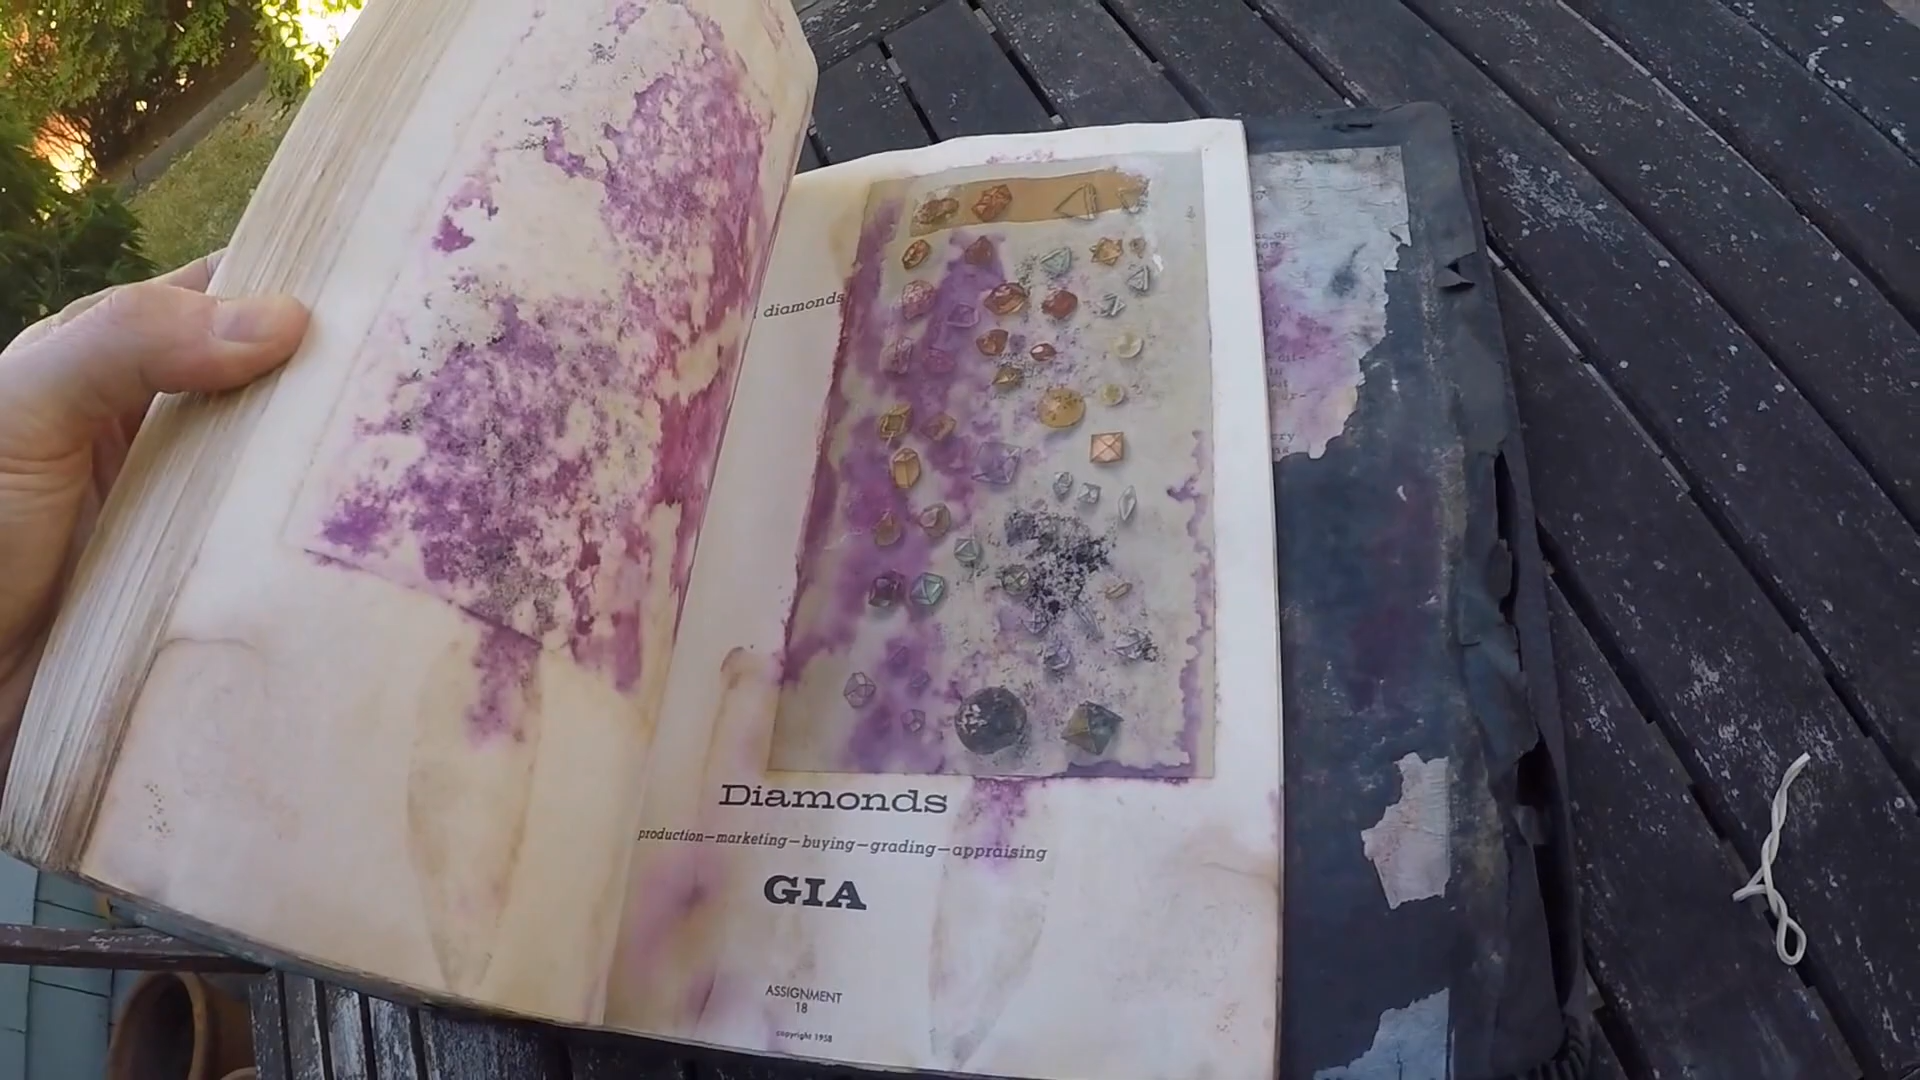 diamonds
Diamonds
production—marketing—buying—grading—appraising
GIA
ASSIGNMENT
18
copyright 1958